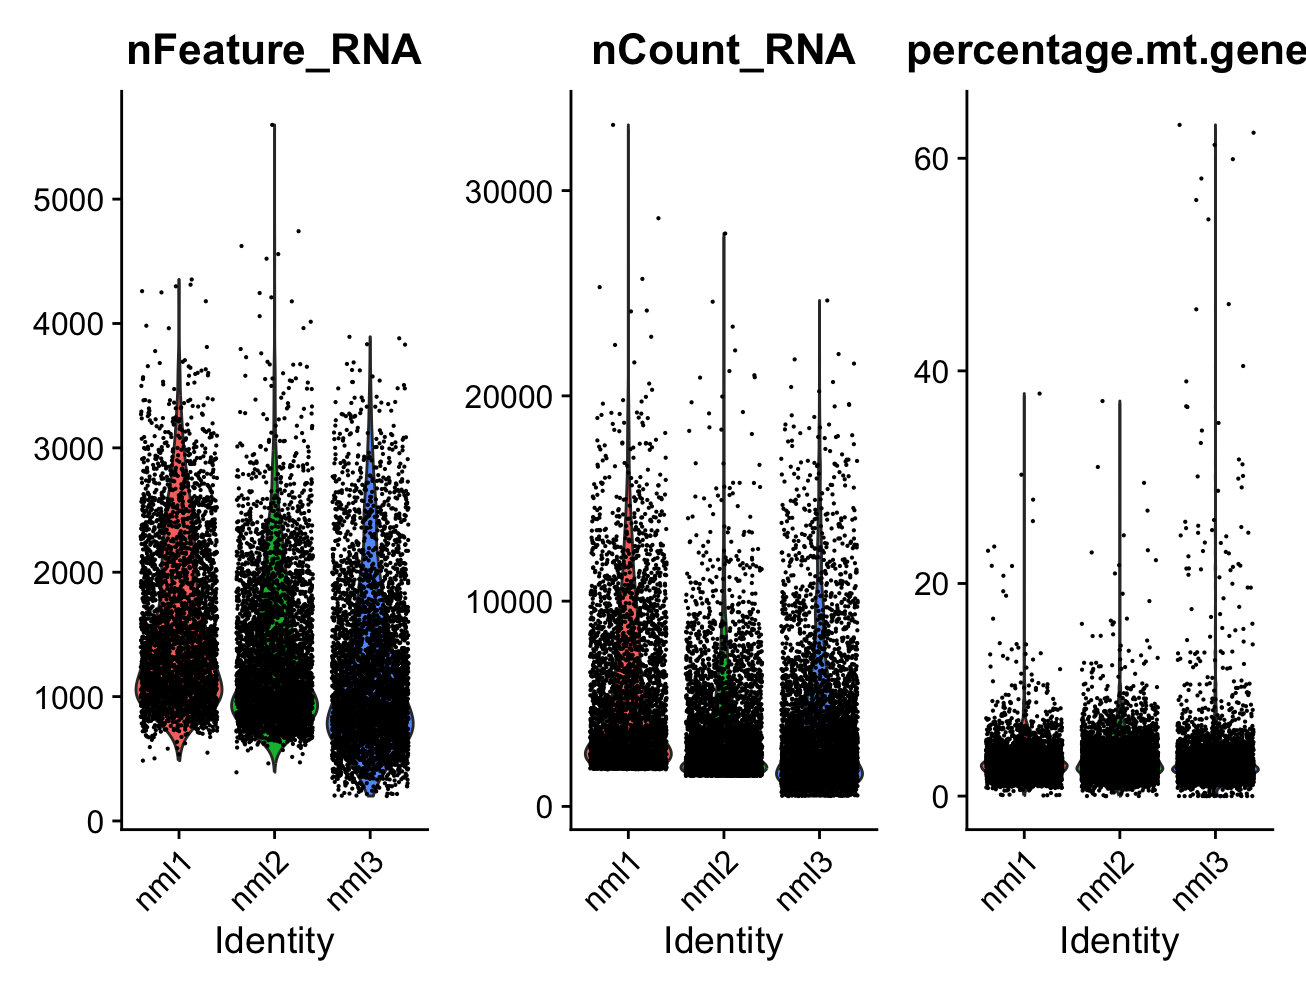 nFeature_RNA
5000
4000
3000
2000
1000
0
nml1
nml2
nml3
Identity
nCount_RNA
30000
20000
10000
0
nml1
nml2
nml3
Identity
percentage.mt.gene
60
40
20
0
nml1
nml2
nml3
Identity